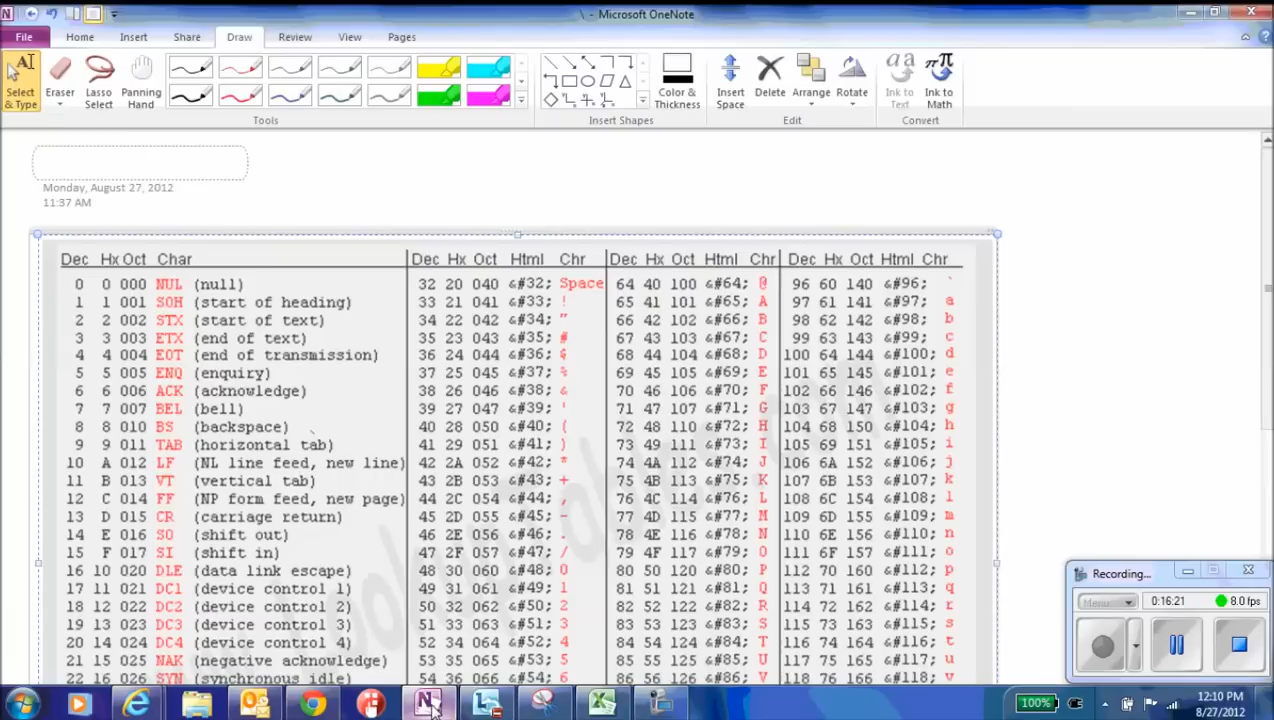 \ - Microsoft OneNote
File Home Insert Share Draw Review View Pages
Select & Type
Eraser
Lasso Select
Panning Hand
Color & Thickness
Insert Space
Delete
Arrange
Rotate
Ink to Text
Ink to Math
Tools
Insert Shapes
Edit
Convert
Monday, August 27, 2012
11:37 AM
Dec Hx Oct Char Dec Hx Oct Html Chr Dec Hx Oct Html Chr Dec Hx Oct Html Chr
0 0 000 NUL (null) 32 20 040 &#32; Space 64 40 100 &#64; @ 96 60 140 &#96; `
1 1 001 SOH (start of heading) 33 21 041 &#33; ! 65 41 101 &#65; A 97 61 141 &#97; a
2 2 002 STX (start of text) 34 22 042 &#34; " 66 42 102 &#66; B 98 62 142 &#98; b
3 3 003 ETX (end of text) 35 23 043 &#35; # 67 43 103 &#67; C 99 63 143 &#99; c
4 4 004 EOT (end of transmission) 36 24 044 &#36; $ 68 44 104 &#68; D 100 64 144 &#100; d
5 5 005 ENQ (enquiry) 37 25 045 &#37; % 69 45 105 &#69; E 101 65 145 &#101; e
6 6 006 ACK (acknowledge) 38 26 046 &#38; & 70 46 106 &#70; F 102 66 146 &#102; f
7 7 007 BEL (bell) 39 27 047 &#39; ' 71 47 107 &#71; G 103 67 147 &#103; g
8 8 010 BS (backspace) 40 28 050 &#40; ( 72 48 110 &#72; H 104 68 150 &#104; h
9 9 011 TAB (horizontal tab) 41 29 051 &#41; ) 73 49 111 &#73; I 105 69 151 &#105; i
10 A 012 LF (NL line feed, new line) 42 2A 052 &#42; * 74 4A 112 &#74; J 106 6A 152 &#106; j
11 B 013 VT (vertical tab) 43 2B 053 &#43; + 75 4B 113 &#75; K 107 6B 153 &#107; k
12 C 014 FF (NP form feed, new page) 44 2C 054 &#44; , 76 4C 114 &#76; L 108 6C 154 &#108; l
13 D 015 CR (carriage return) 45 2D 055 &#45; - 77 4D 115 &#77; M 109 6D 155 &#109; m
14 E 016 SO (shift out) 46 2E 056 &#46; . 78 4E 116 &#78; N 110 6E 156 &#110; n
15 F 017 SI (shift in) 47 2F 057 &#47; / 79 4F 117 &#79; O 111 6F 157 &#111; o
16 10 020 DLE (data link escape) 48 30 060 &#48; 0 80 50 120 &#80; P 112 70 160 &#112; p
17 11 021 DC1 (device control 1) 49 31 061 &#49; 1 81 51 121 &#81; Q 113 71 161 &#113; q
18 12 022 DC2 (device control 2) 50 32 062 &#50; 2 82 52 122 &#82; R 114 72 162 &#114; r
19 13 023 DC3 (device control 3) 51 33 063 &#51; 3 83 53 123 &#83; S 115 73 163 &#115; s
20 14 024 DC4 (device control 4) 52 34 064 &#52; 4 84 54 124 &#84; T 116 74 164 &#116; t
21 15 025 NAK (negative acknowledge) 53 35 065 &#53; 5 85 55 125 &#85; U 117 75 165 &#117; u
22 16 026 SYN (synchronous idle) 54 36 066 &#54; 6 86 56 126 &#86; V 118 76 166 &#118; v
Recording...
Menu
0:16:21
8.0 fps
100%
12:10 PM
8/27/2012